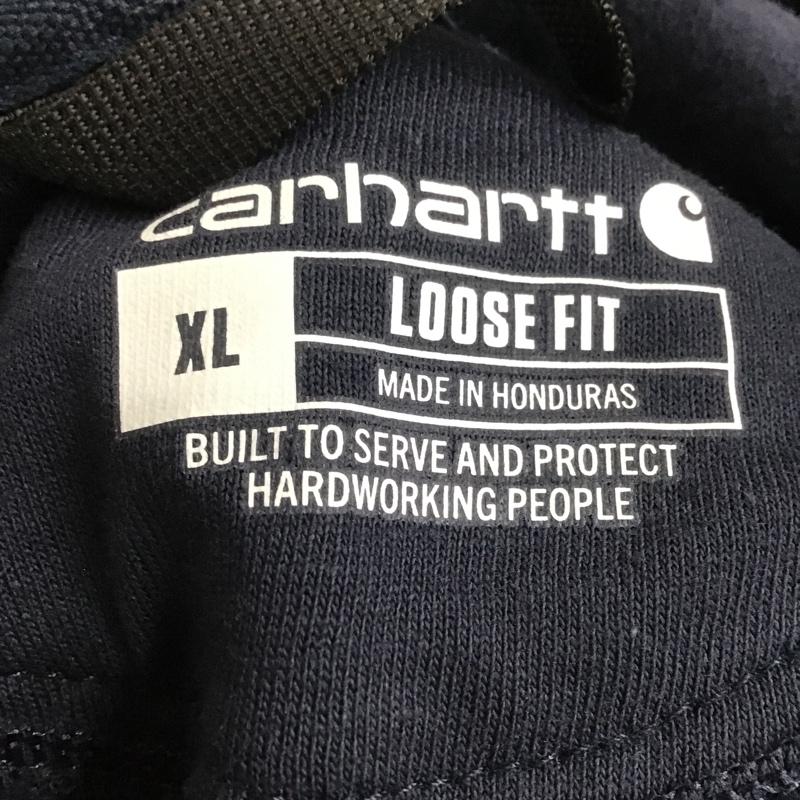 carhartt
XL
LOOSE FIT
MADE IN HONDURAS
BUILT TO SERVE AND PROTECT
HARDWORKING PEOPLE